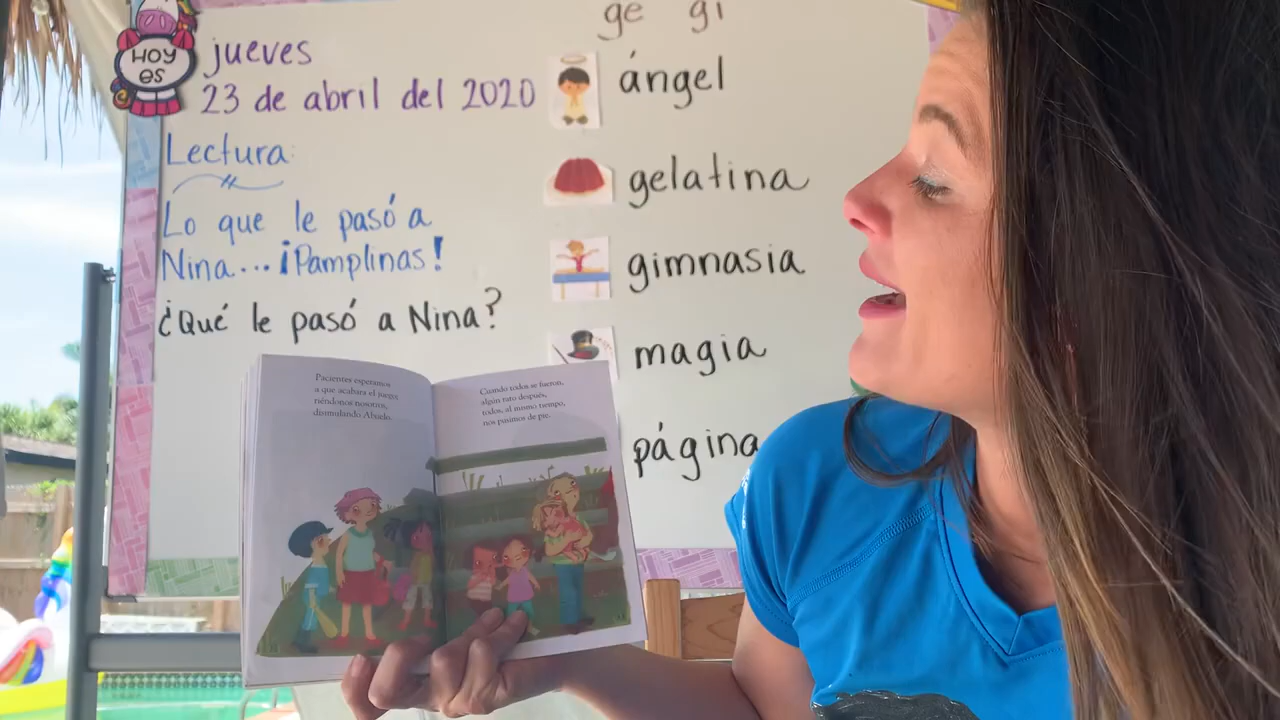 HOY
es
jueves
23 de abril del 2020
Lectura
Lo que le pasó a
Nina... ¡Pamplinas!
¿Qué le pasó a Nina?
ge gi
ángel
gelatina
gimnasia
magia
página
Pacientes esperamos
a que acabara el juego,
riéndonos nosotros,
disimulando Abuelo.
Cuando todos se fueron,
algún rato después,
todos, al mismo tiempo,
nos pusimos de pie.